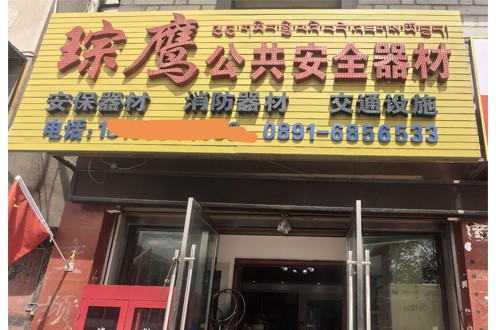 琮鹰公共安全器材
安保器材 消防器材 交通设施
电话: 0891-6856533